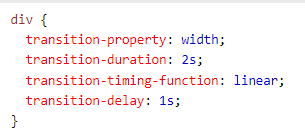 div {
  transition-property: width;
  transition-duration: 2s;
  transition-timing-function: linear;
  transition-delay: 1s;
}